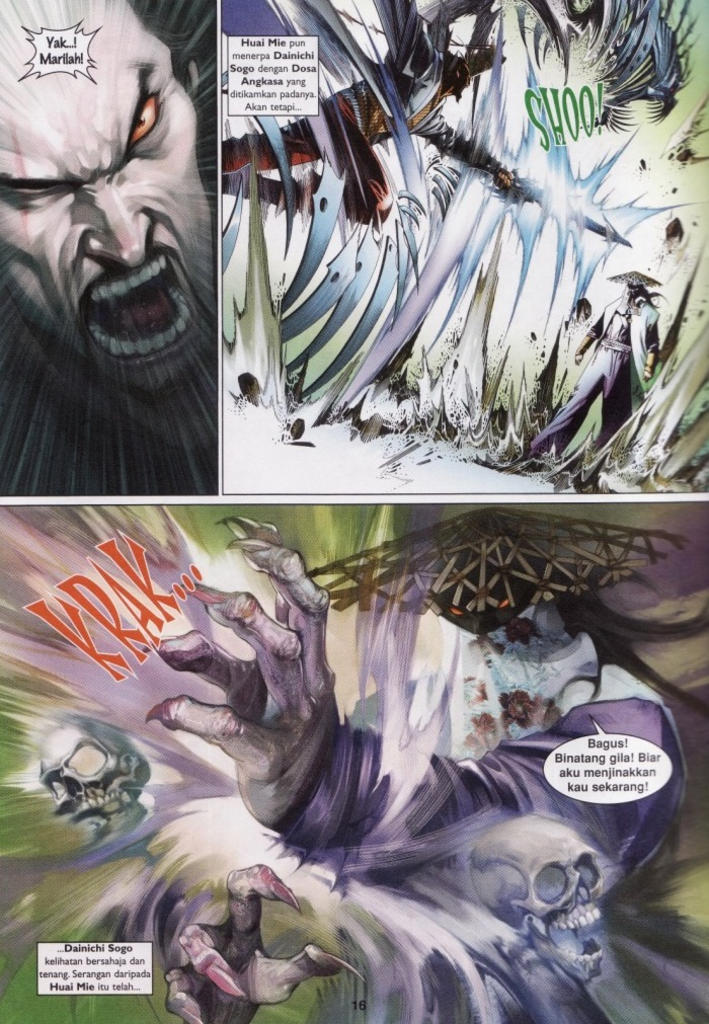 Yak...!
Marilah!
Huai Mie pun
menerpa Dainichi
Sogo dengan Dosa
Angkasa yang
ditikamkan padanya.
Akan tetapi...
SHOO!
KRAK...
Bagus!
Binatang gila! Biar
aku menjinakkan
kau sekarang!
...Dainichi Sogo
kelihatan bersahaja dan
tenang. Serangan daripada
Huai Mie itu telah...
16